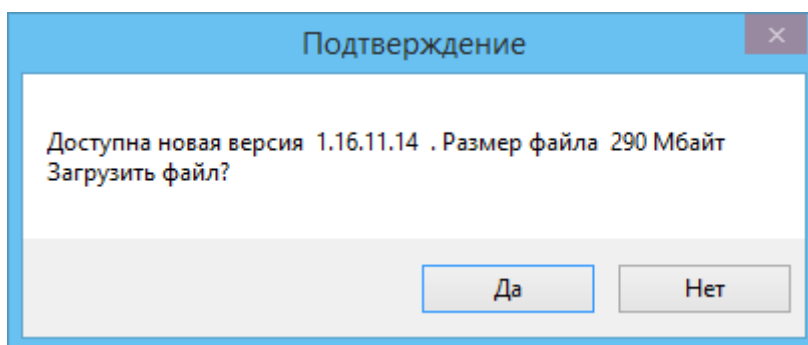 Подтверждение
Доступна новая версия 1.16.11.14 . Размер файла 290 Мбайт
Загрузить файл?
Да Нет